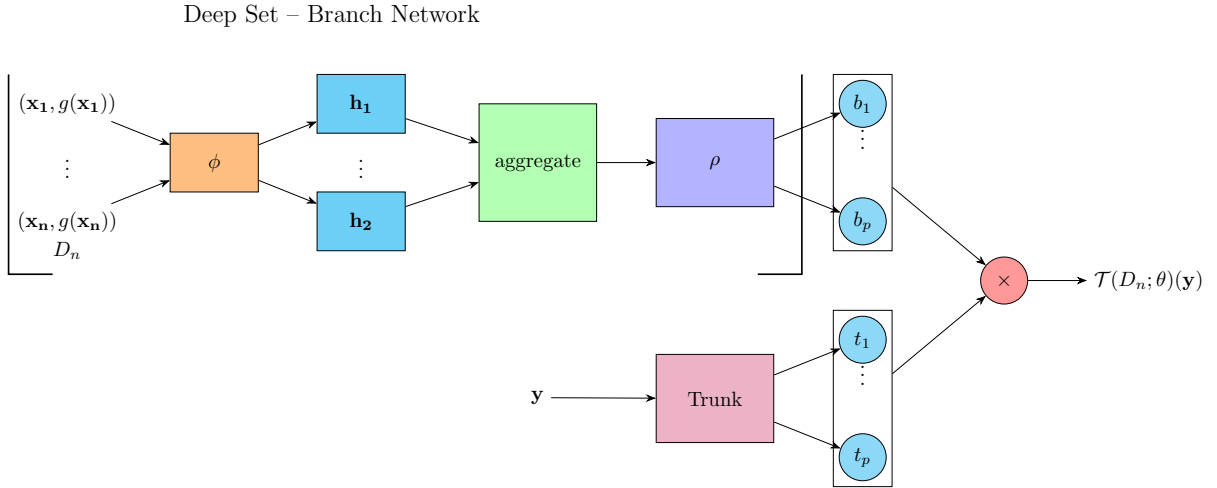 Deep Set – Branch Network
(x₁, g(x₁))
⋮
(xₙ, g(xₙ))
Dₙ
ϕ
h₁
⋮
h₂
aggregate
ρ
b₁
⋮
bₚ
×
𝒯(Dₙ; θ)(y)
y
Trunk
t₁
⋮
tₚ